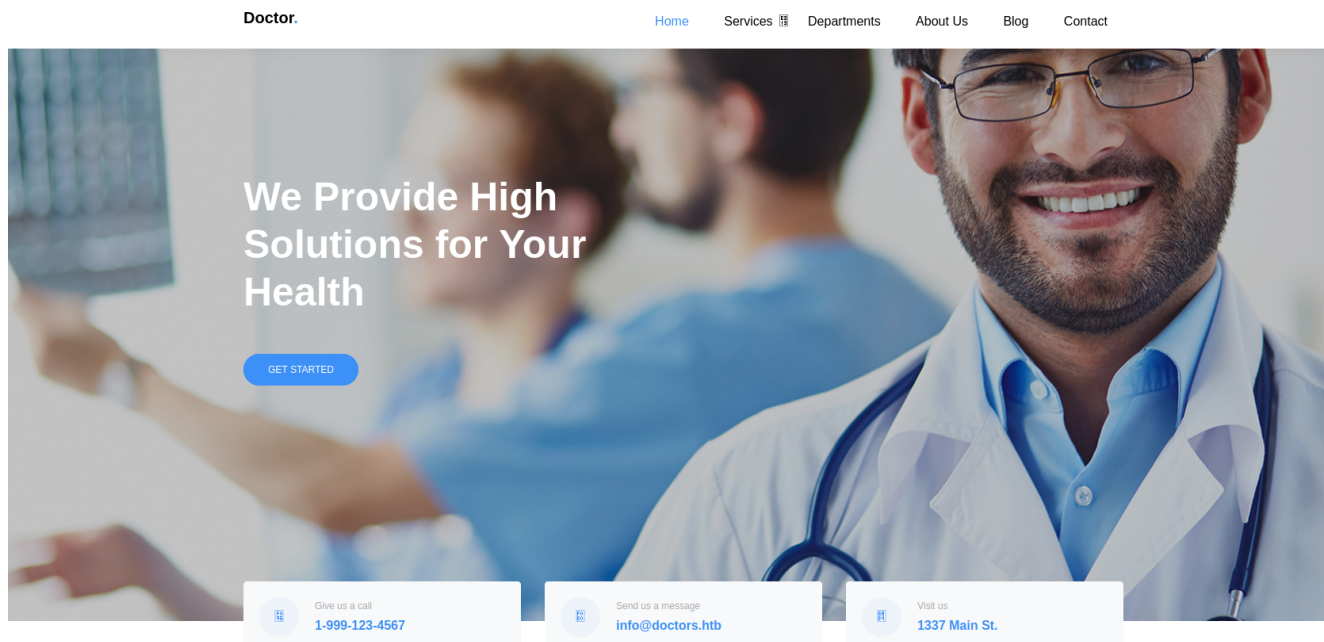 Doctor.
Home Services Departments About Us Blog Contact
We Provide High
Solutions for Your
Health
GET STARTED
Give us a call
1-999-123-4567
Send us a message
info@doctors.htb
Visit us
1337 Main St.